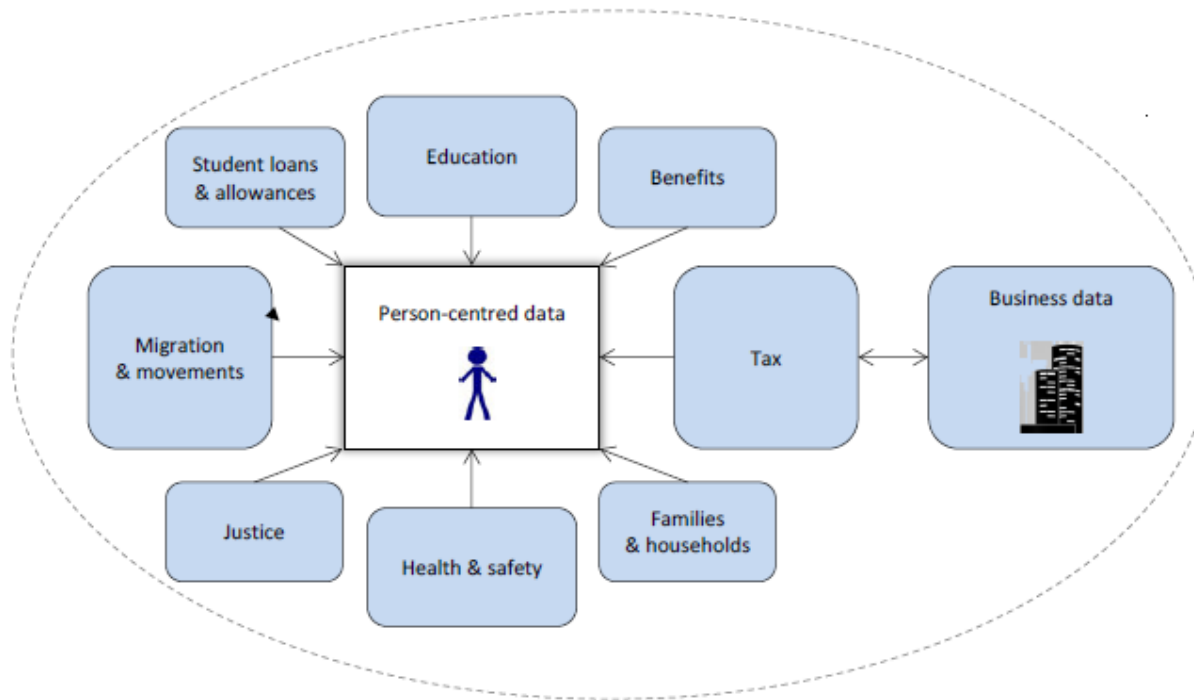 Education
Student loans
& allowances
Benefits
Person-centred data
Business data
Migration
& movements
Tax
Justice
Families
& households
Health & safety